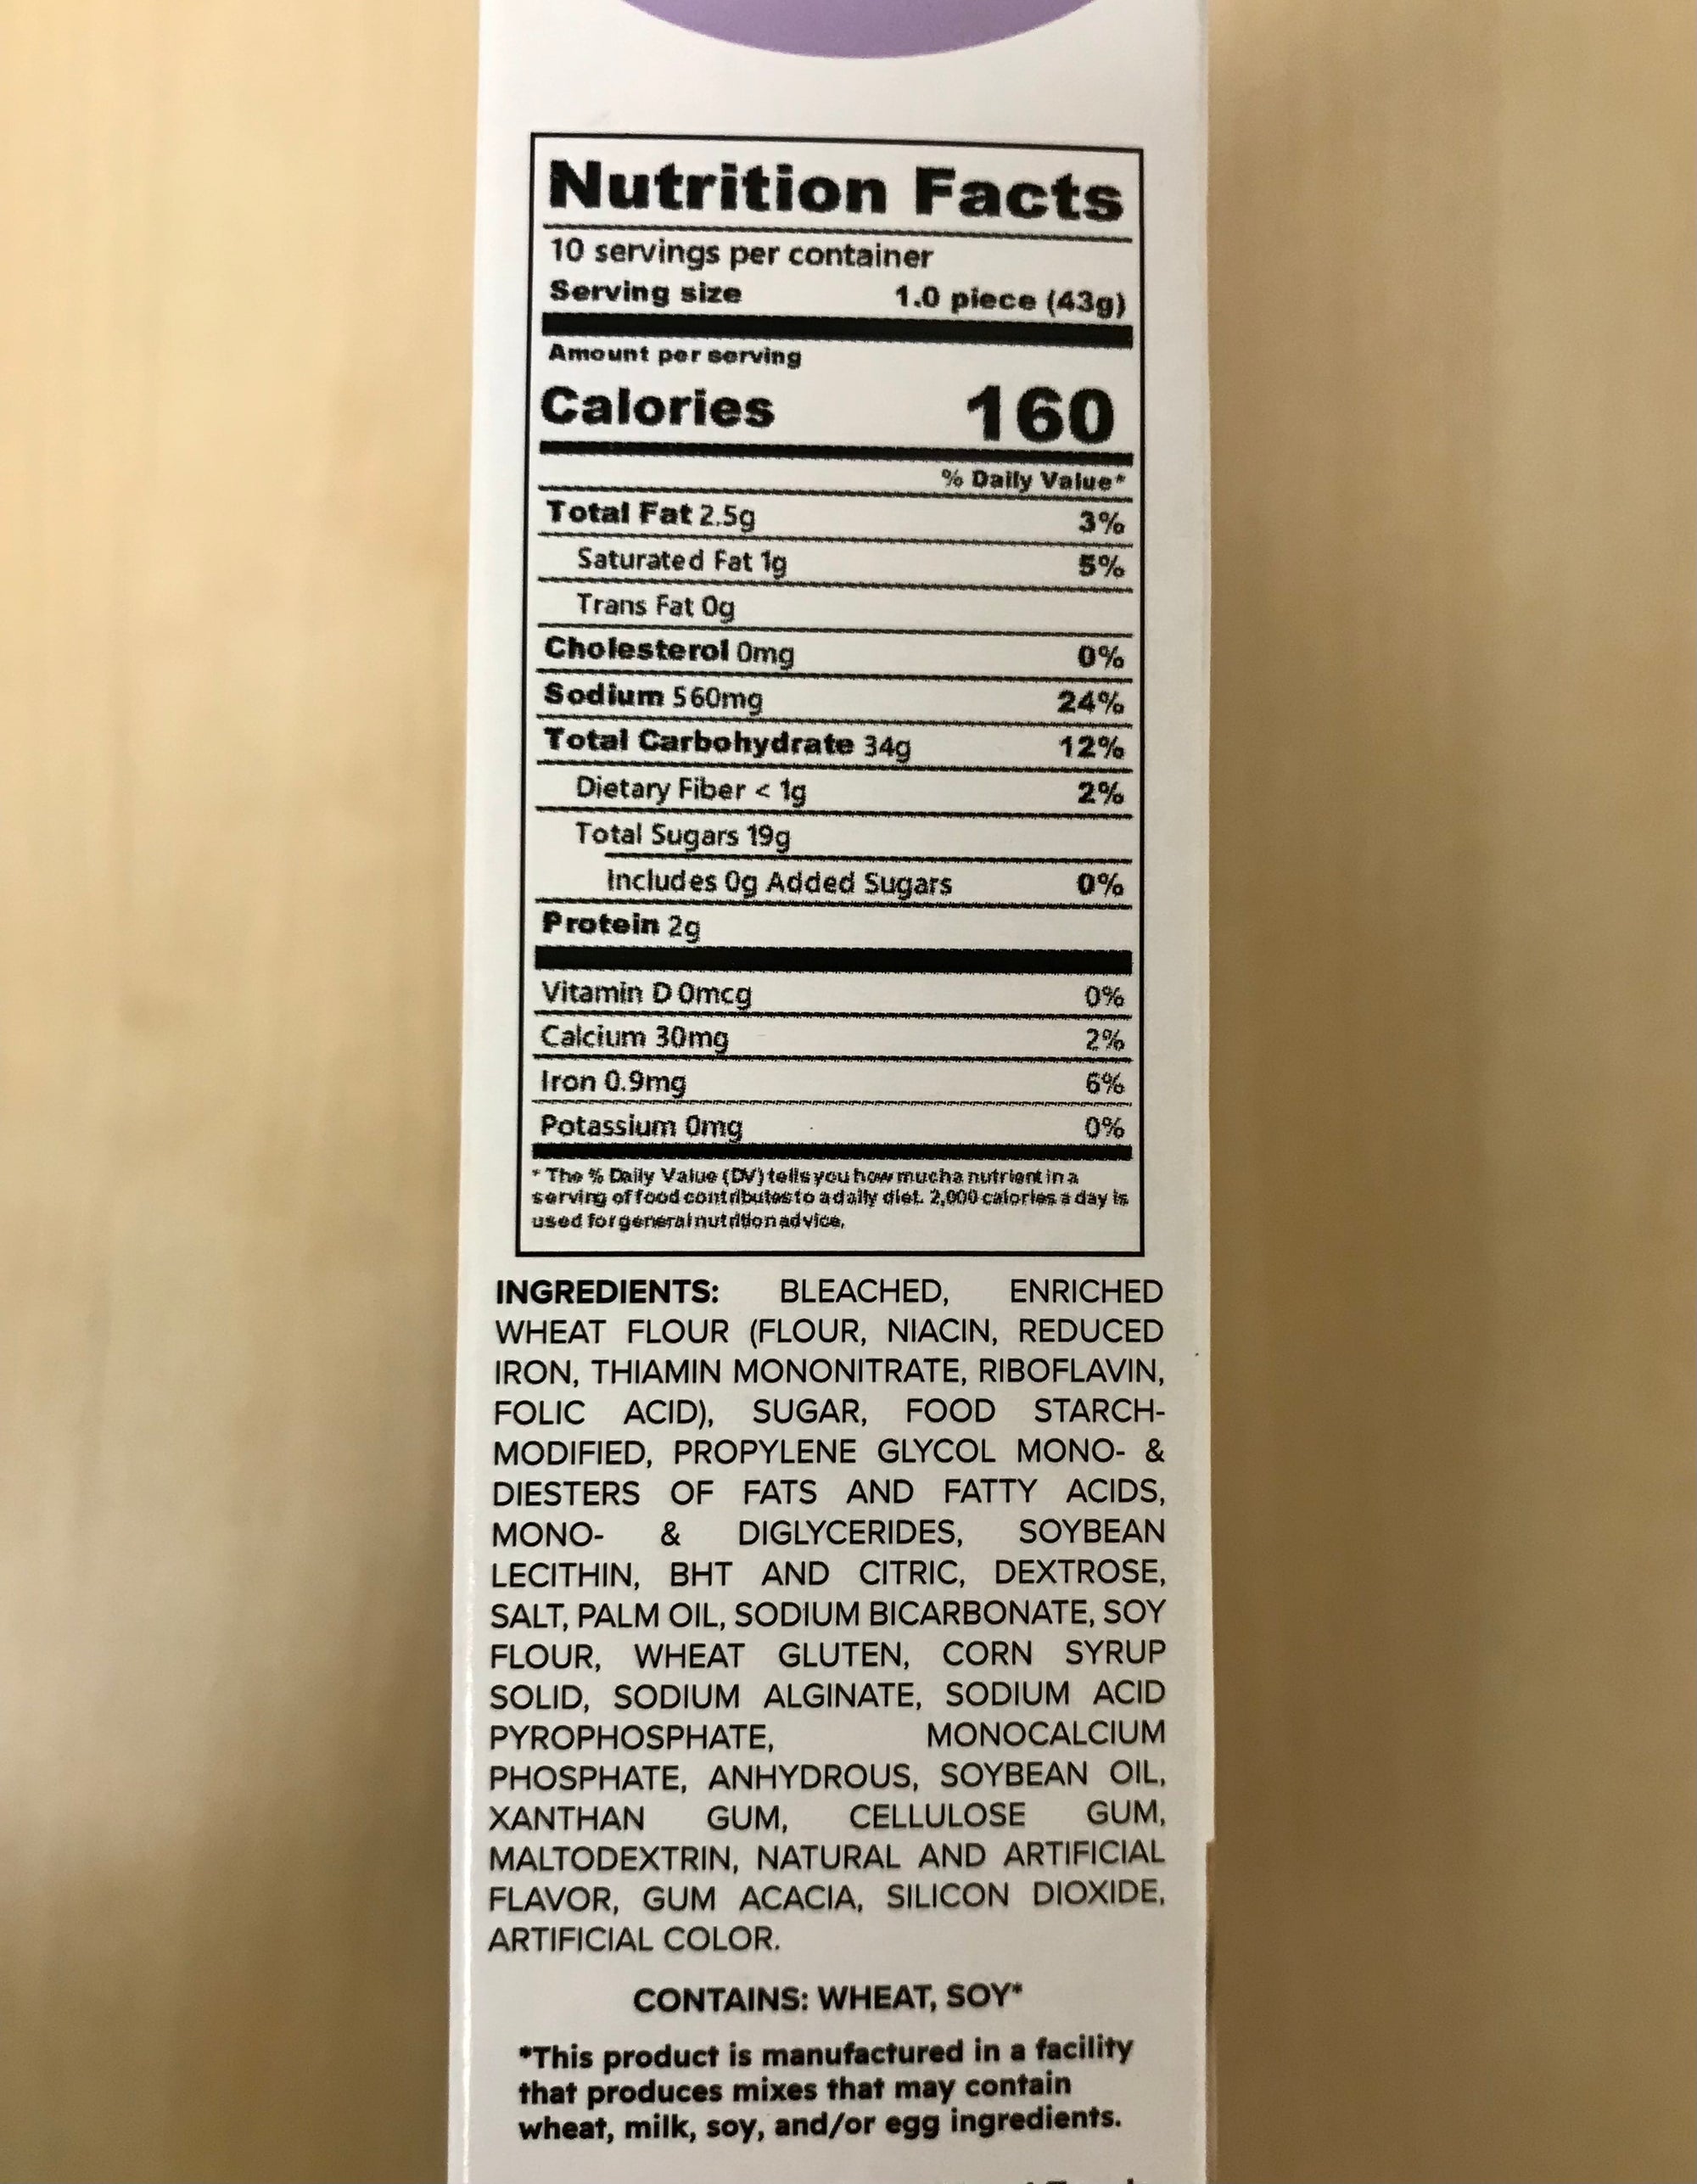 Nutrition Facts
10 servings per container
Serving size 1.0 piece (43g)
Amount per serving
Calories 160
% Daily Value*
Total Fat 2.5g 3%
Saturated Fat 1g 5%
Trans Fat 0g
Cholesterol 0mg 0%
Sodium 560mg 24%
Total Carbohydrate 34g 12%
Dietary Fiber < 1g 2%
Total Sugars 19g
Includes 0g Added Sugars 0%
Protein 2g
Vitamin D 0mcg 0%
Calcium 30mg 2%
Iron 0.9mg 6%
Potassium 0mg 0%
* The % Daily Value (DV) tells you how much a nutrient in a
serving of food contributes to a daily diet. 2,000 calories a day is
used for general nutrition advice.
INGREDIENTS: BLEACHED, ENRICHED
WHEAT FLOUR (FLOUR, NIACIN, REDUCED
IRON, THIAMIN MONONITRATE, RIBOFLAVIN,
FOLIC ACID), SUGAR, FOOD STARCH-
MODIFIED, PROPYLENE GLYCOL MONO- &
DIESTERS OF FATS AND FATTY ACIDS,
MONO- & DIGLYCERIDES, SOYBEAN
LECITHIN, BHT AND CITRIC, DEXTROSE,
SALT, PALM OIL, SODIUM BICARBONATE, SOY
FLOUR, WHEAT GLUTEN, CORN SYRUP
SOLID, SODIUM ALGINATE, SODIUM ACID
PYROPHOSPHATE, MONOCALCIUM
PHOSPHATE, ANHYDROUS, SOYBEAN OIL,
XANTHAN GUM, CELLULOSE GUM,
MALTODEXTRIN, NATURAL AND ARTIFICIAL
FLAVOR, GUM ACACIA, SILICON DIOXIDE,
ARTIFICIAL COLOR.
CONTAINS: WHEAT, SOY*
*This product is manufactured in a facility
that produces mixes that may contain
wheat, milk, soy, and/or egg ingredients.